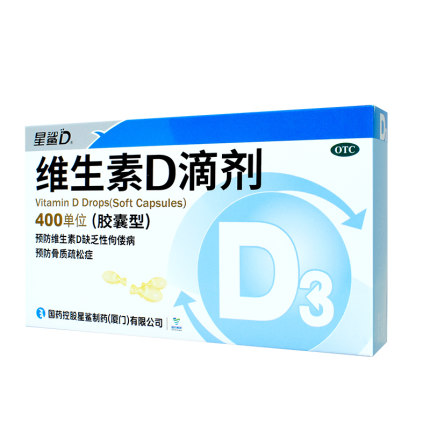 星鲨D
OTC
维生素D滴剂
Vitamin D Drops(Soft Capsules)
400单位(胶囊型)
预防维生素D缺乏性佝偻病
预防骨质疏松症
D3
国药控股星鲨制药(厦门)有限公司